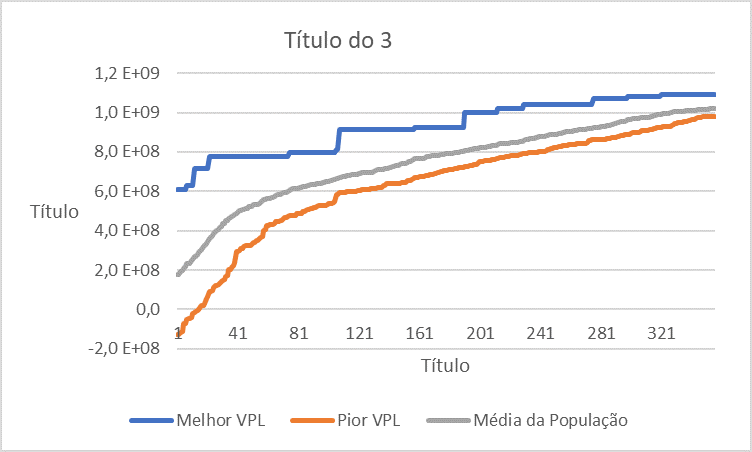 Título do 3
1,2 E+09
1,0 E+09
8,0 E+08
6,0 E+08
Título
4,0 E+08
2,0 E+08
0,0
1 41 81 121 161 201 241 281 321
-2,0 E+08
Título
Melhor VPL Pior VPL Média da População